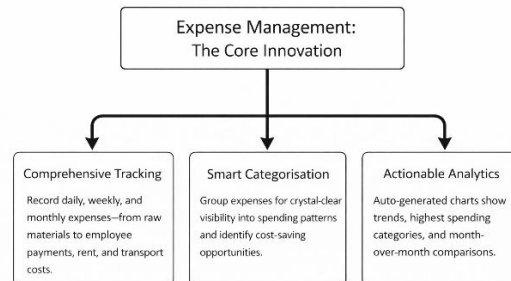 Expense Management:
The Core Innovation
Comprehensive Tracking
Record daily, weekly, and
monthly expenses—from raw
materials to employee
payments, rent, and transport
costs.
Smart Categorisation
Group expenses for crystal-clear
visibility into spending patterns
and identify cost-saving
opportunities.
Actionable Analytics
Auto-generated charts show
trends, highest spending
categories, and month-
over-month comparisons.